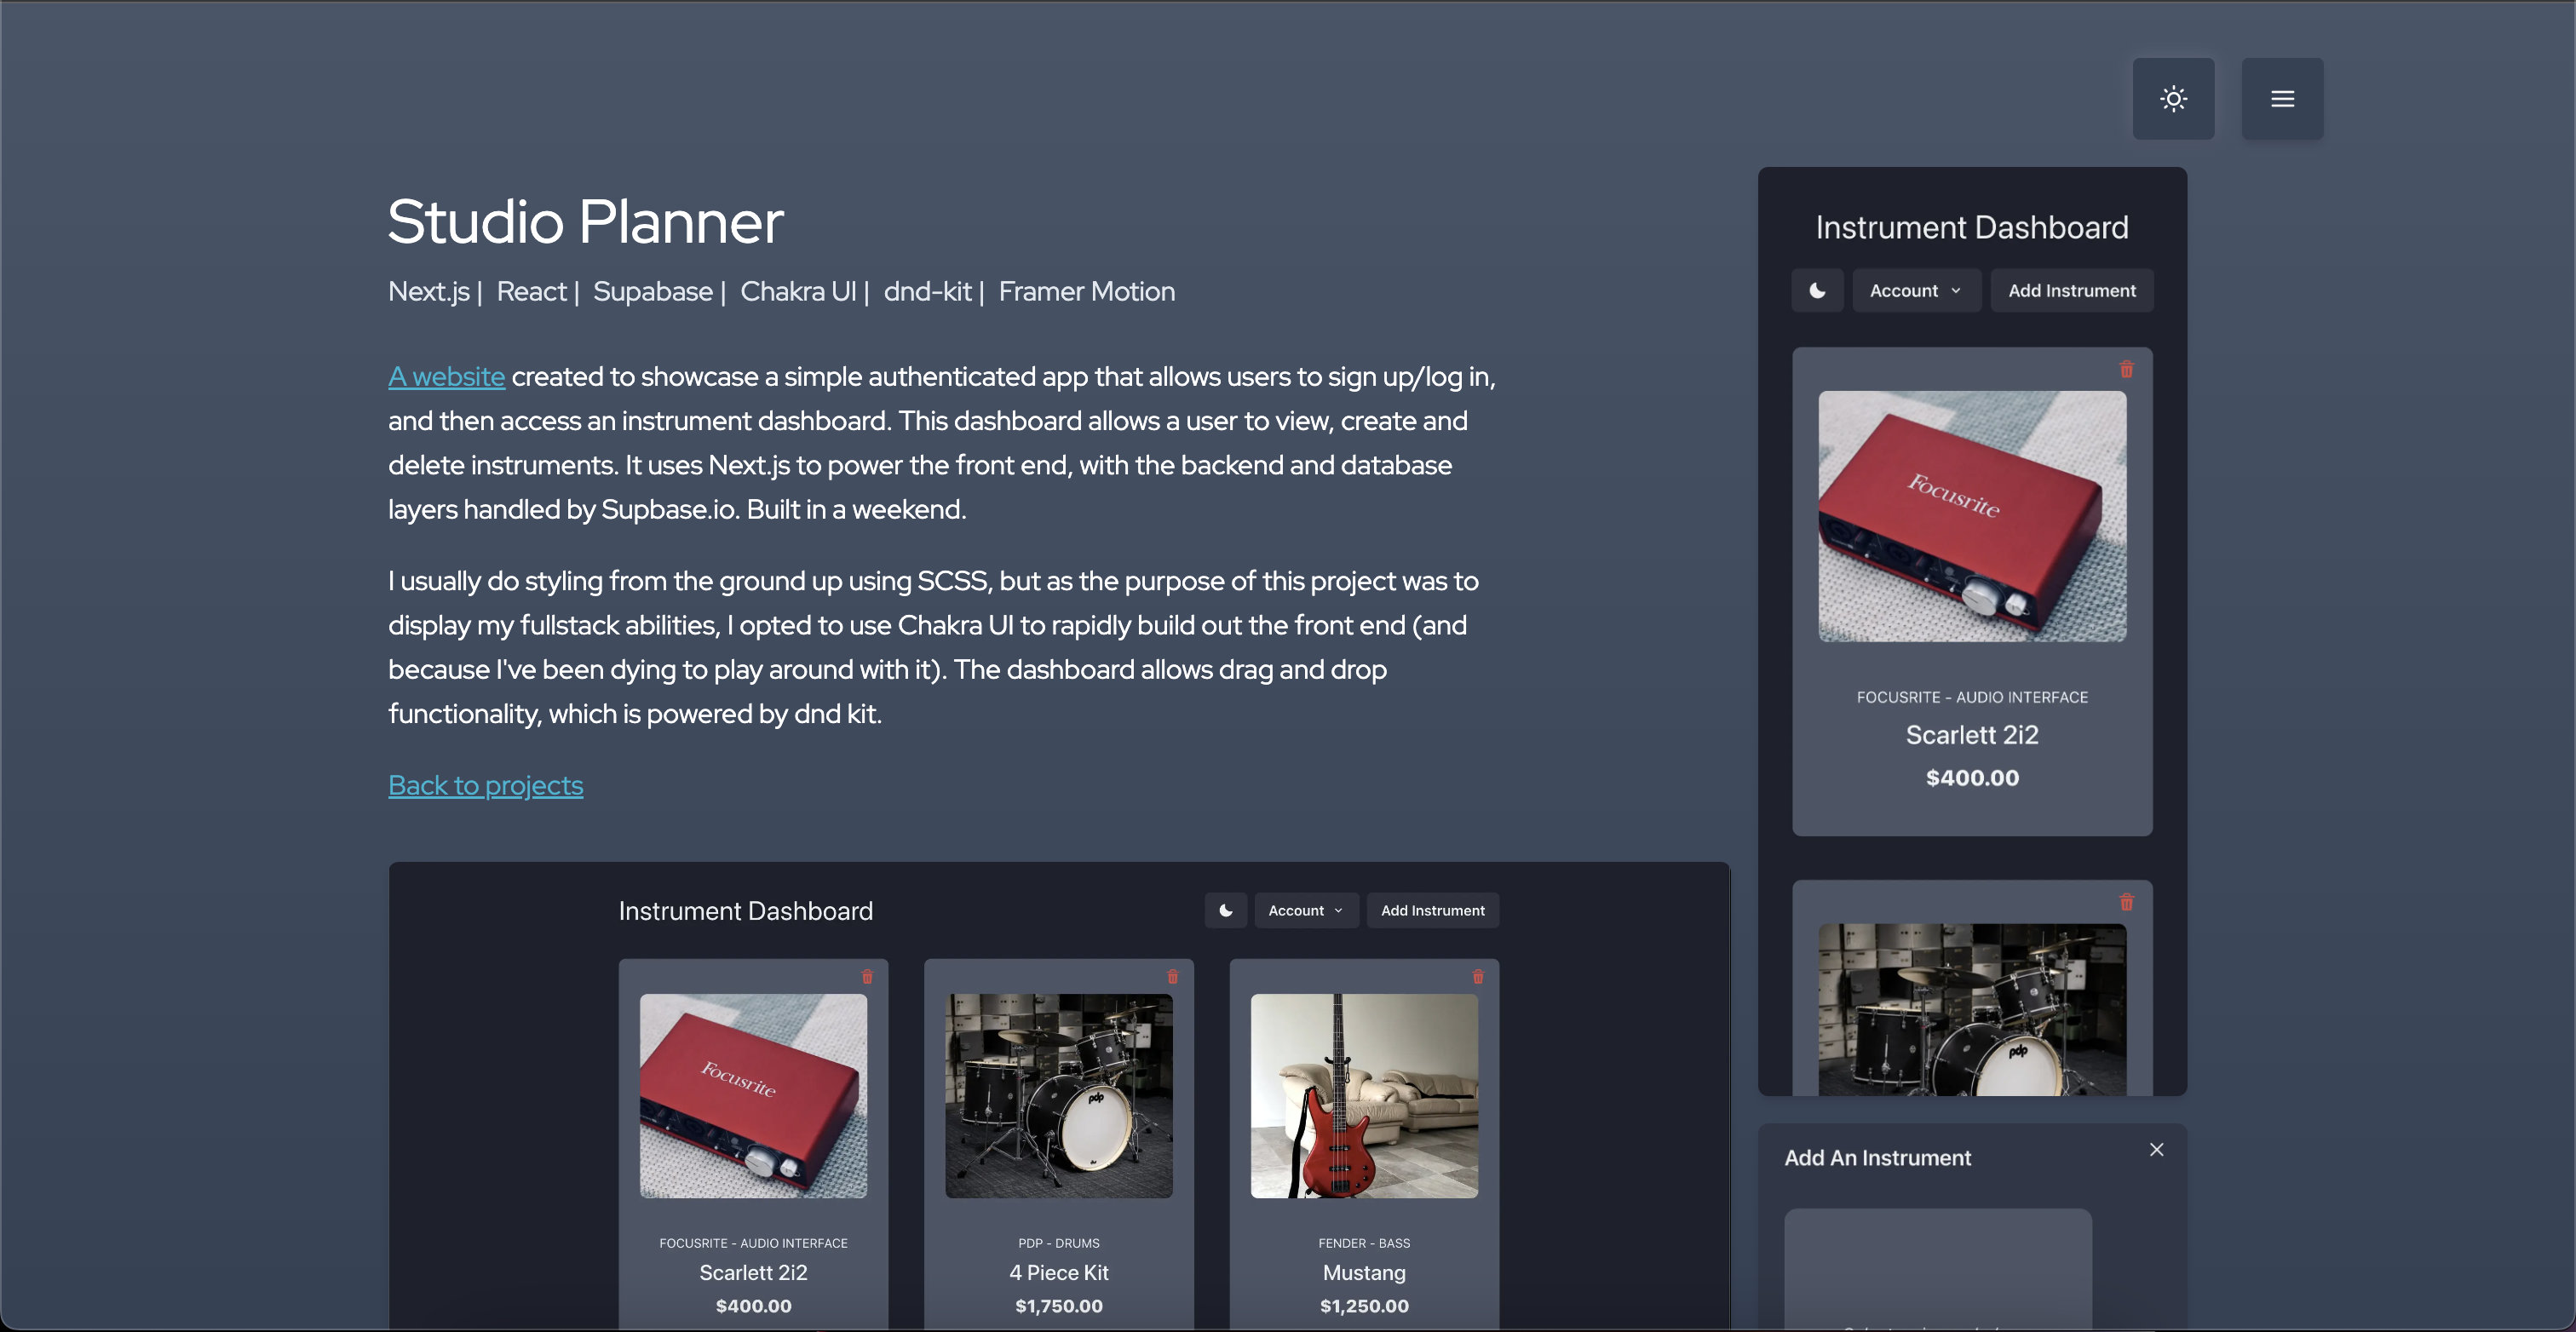 Studio Planner
Next.js | React | Supabase | Chakra UI | dnd-kit | Framer Motion
A website created to showcase a simple authenticated app that allows users to sign up/log in,
and then access an instrument dashboard. This dashboard allows a user to view, create and
delete instruments. It uses Next.js to power the front end, with the backend and database
layers handled by Supbase.io. Built in a weekend.
I usually do styling from the ground up using SCSS, but as the purpose of this project was to
display my fullstack abilities, I opted to use Chakra UI to rapidly build out the front end (and
because I've been dying to play around with it). The dashboard allows drag and drop
functionality, which is powered by dnd kit.
Back to projects
Instrument Dashboard
Account
Add Instrument
Focusrite
FOCUSRITE - AUDIO INTERFACE
Scarlett 2i2
$400.00
pdp
PDP - DRUMS
4 Piece Kit
$1,750.00
FENDER - BASS
Mustang
$1,250.00
Instrument Dashboard
Account
Add Instrument
Focusrite
FOCUSRITE - AUDIO INTERFACE
Scarlett 2i2
$400.00
pdp
Add An Instrument